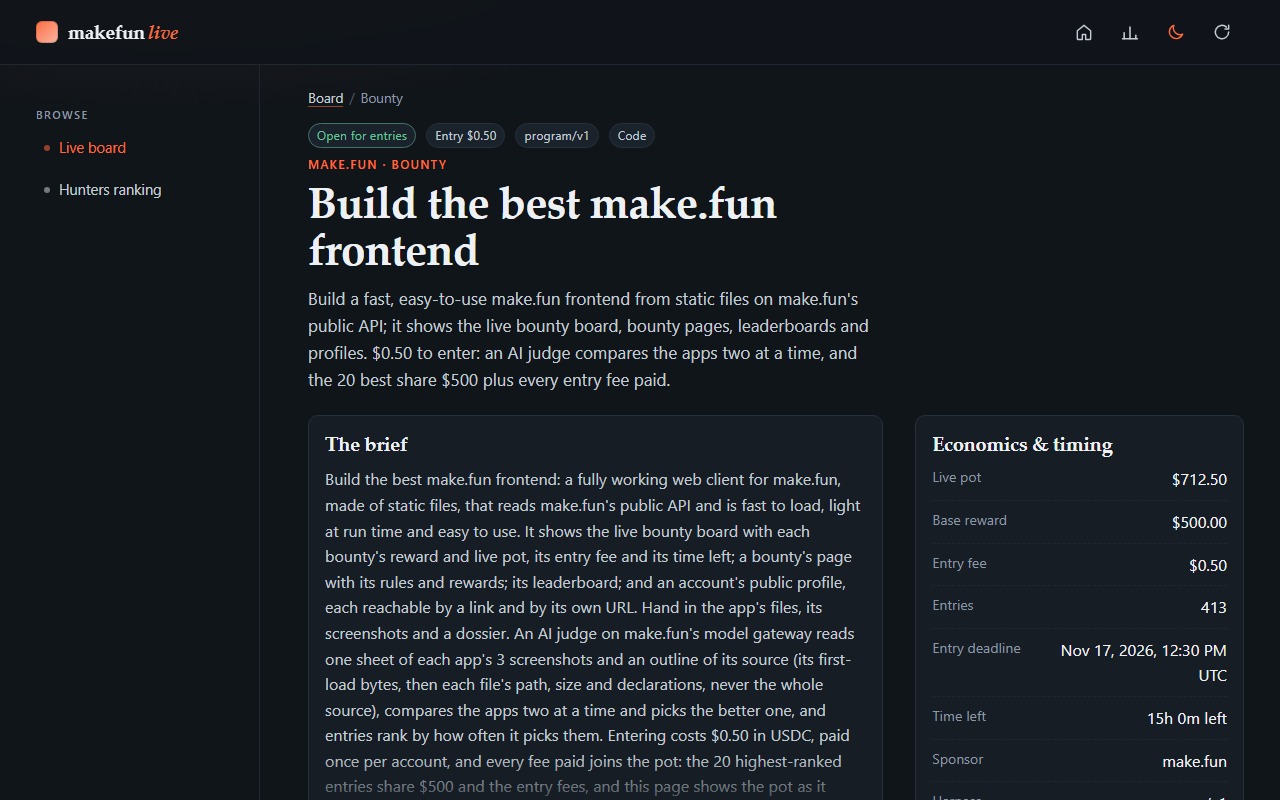 makefun live
BROWSE
Live board
Hunters ranking
Board / Bounty
Open for entries
Entry $0.50
program/v1
Code
MAKE.FUN · BOUNTY
Build the best make.fun
frontend
Build a fast, easy-to-use make.fun frontend from static files on make.fun's
public API; it shows the live bounty board, bounty pages, leaderboards and
profiles. $0.50 to enter: an AI judge compares the apps two at a time, and
the 20 best share $500 plus every entry fee paid.
The brief
Build the best make.fun frontend: a fully working web client for make.fun,
made of static files, that reads make.fun's public API and is fast to load, light
at run time and easy to use. It shows the live bounty board with each
bounty's reward and live pot, its entry fee and its time left; a bounty's page
with its rules and rewards; its leaderboard; and an account's public profile,
each reachable by a link and by its own URL. Hand in the app's files, its
screenshots and a dossier. An AI judge on make.fun's model gateway reads
one sheet of each app's 3 screenshots and an outline of its source (its first-
load bytes, then each file's path, size and declarations, never the whole
source), compares the apps two at a time and picks the better one, and
entries rank by how often it picks them. Entering costs $0.50 in USDC, paid
once per account, and every fee paid joins the pot: the 20 highest-ranked
entries share $500 and the entry fees, and this page shows the pot as it
Economics & timing
Live pot
$712.50
Base reward
$500.00
Entry fee
$0.50
Entries
413
Entry deadline
Nov 17, 2026, 12:30 PM
UTC
Time left
15h 0m left
Sponsor
make.fun